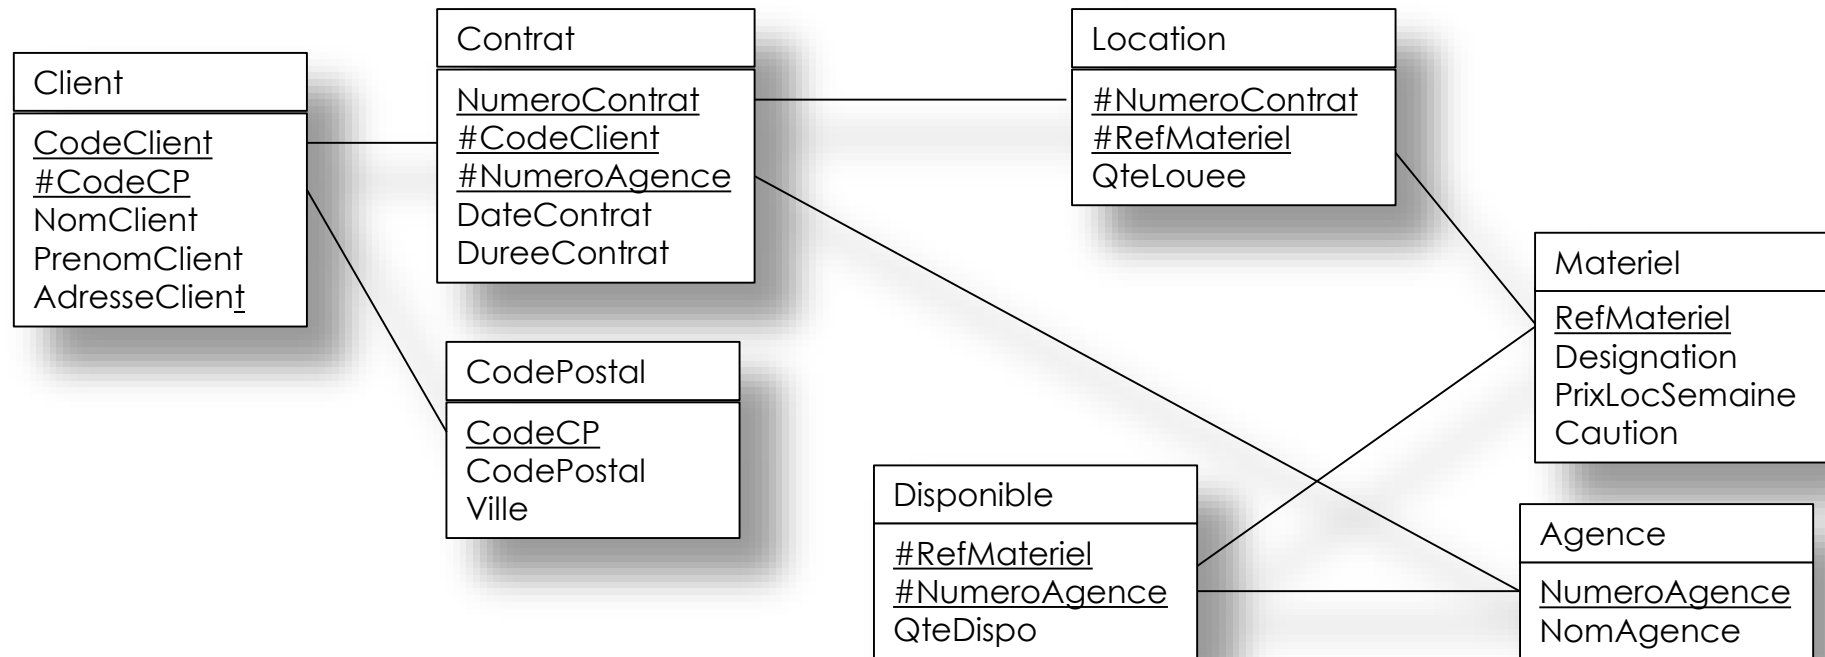 Client
CodeClient
#CodeCP
NomClient
PrenomClient
AdresseClient
Contrat
NumeroContrat
#CodeClient
#NumeroAgence
DateContrat
DureeContrat
CodePostal
CodeCP
CodePostal
Ville
Location
#NumeroContrat
#RefMateriel
QteLouee
Materiel
RefMateriel
Designation
PrixLocSemaine
Caution
Disponible
#RefMateriel
#NumeroAgence
QteDispo
Agence
NumeroAgence
NomAgence